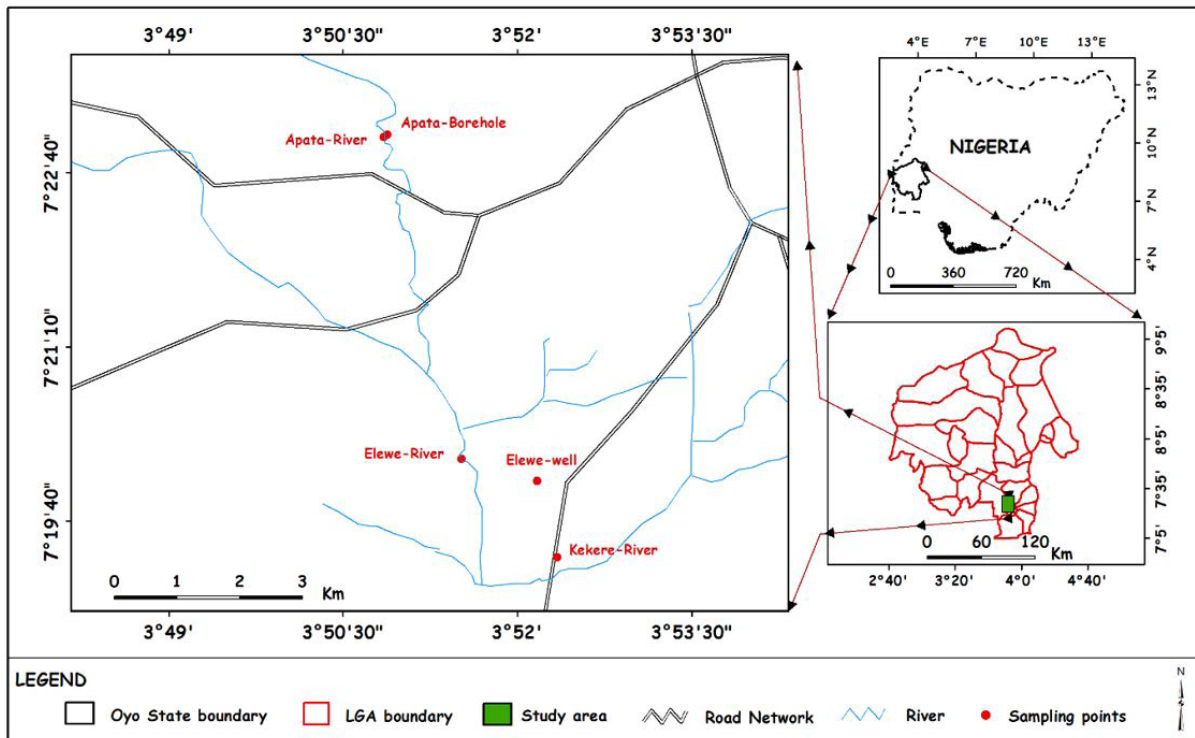 3°49' 3°50'30" 3°52' 3°53'30"
7°22'40"
7°21'10"
7°19'40"
Apata-Borehole
Apata-River
Elewe-River
Elewe-well
Kekere-River
0 1 2 3
Km
3°49' 3°50'30" 3°52' 3°53'30"
4°E 7°E 10°E 13°E
13°N
10°N
7°N
4°N
NIGERIA
0 360 720
Km
9°5'
8°35'
8°5'
7°35'
7°5'
0 60 120
Km
2°40' 3°20' 4°0' 4°40'
LEGEND
Oyo State boundary LGA boundary Study area Road Network River Sampling points
N